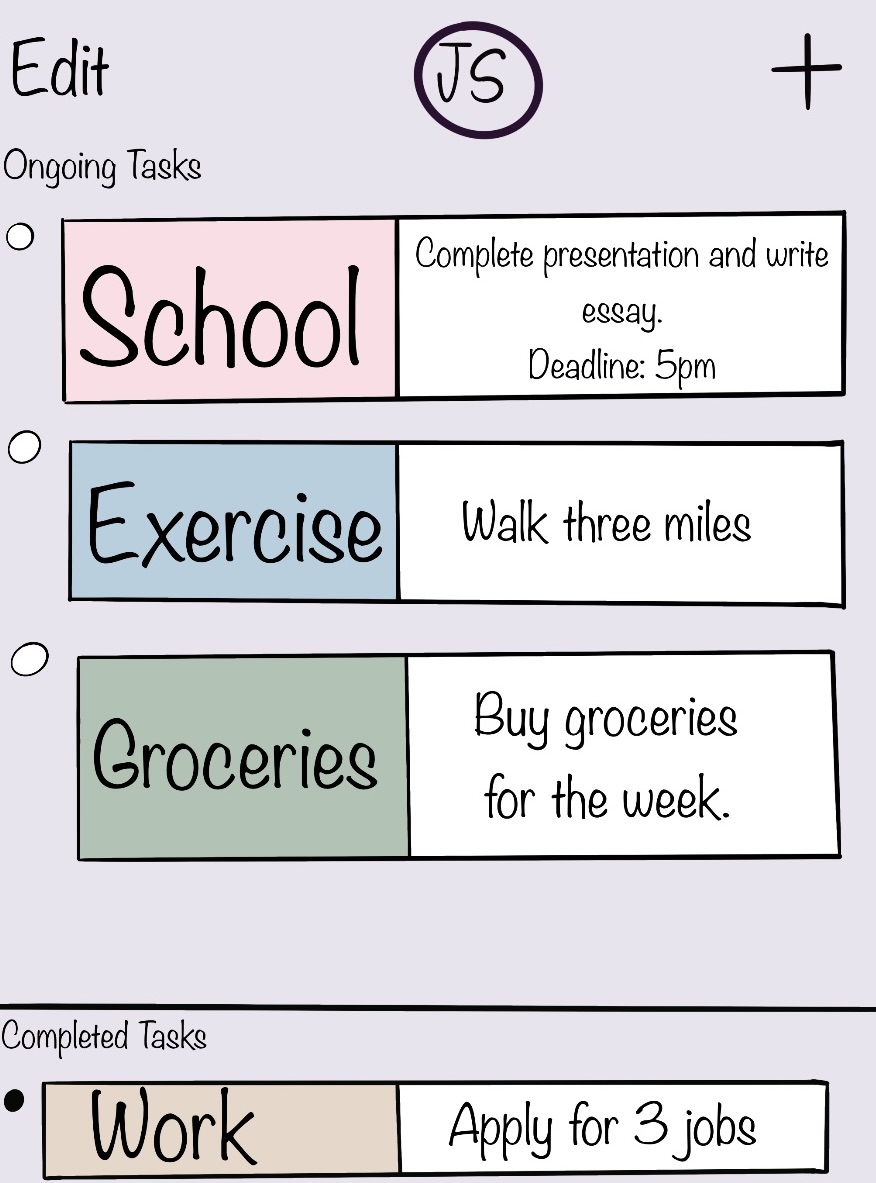 Edit
JS
Ongoing Tasks
School
Complete presentation and write
essay.
Deadline: 5pm
Exercise
Walk three miles
Groceries
Buy groceries
for the week.
Completed Tasks
Work
Apply for 3 jobs